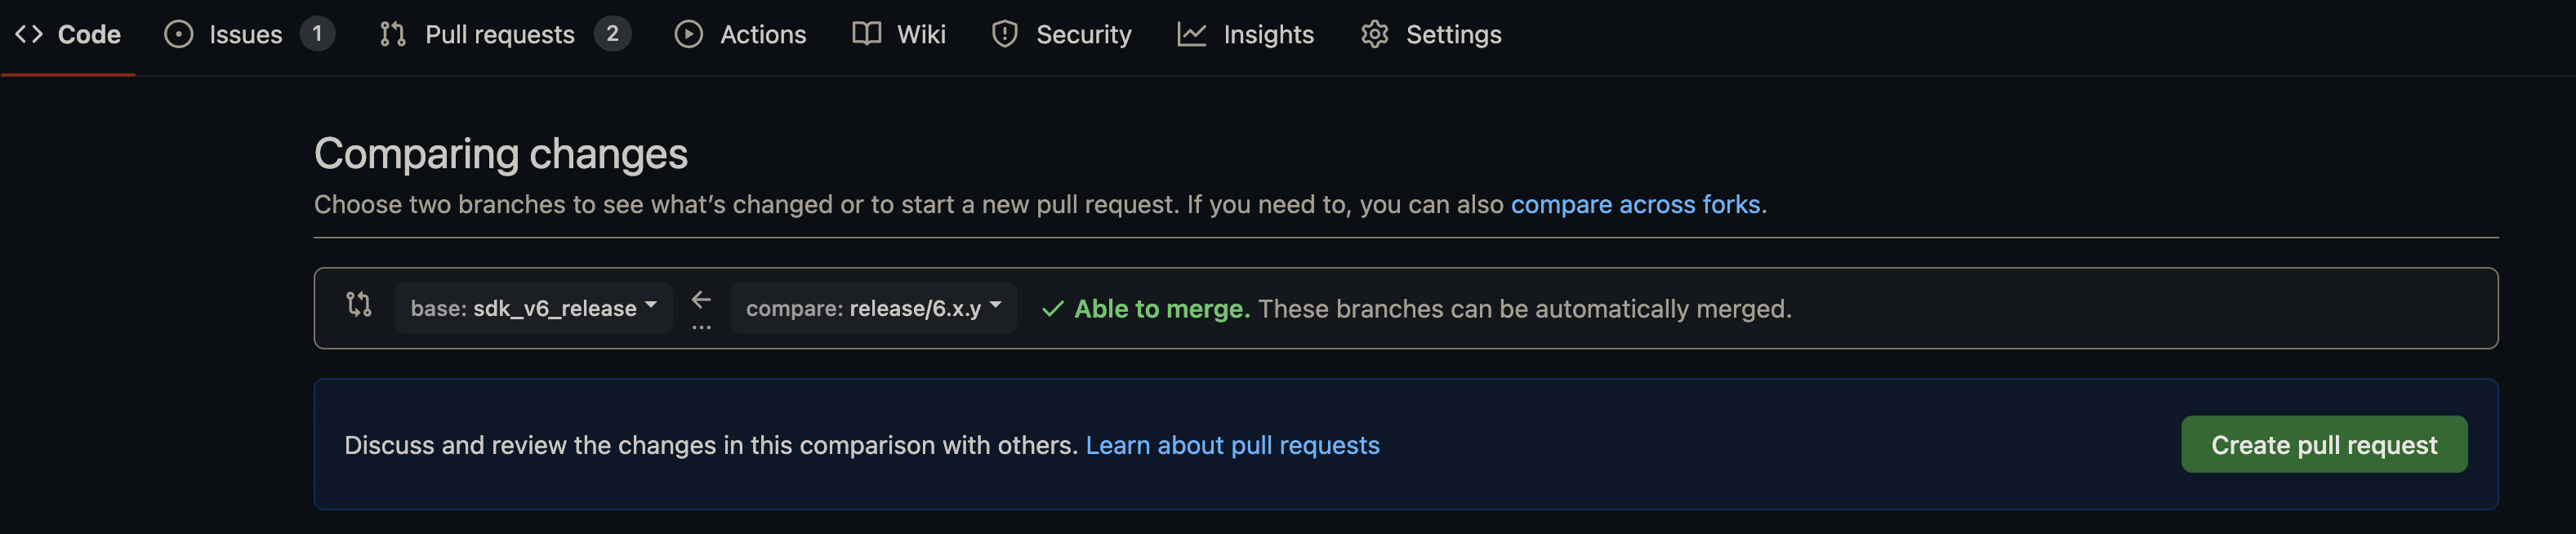 Code Issues 1 Pull requests 2 Actions Wiki Security Insights Settings
Comparing changes
Choose two branches to see what’s changed or to start a new pull request. If you need to, you can also compare across forks.
base: sdk_v6_release ← ... compare: release/6.x.y ✓ Able to merge. These branches can be automatically merged.
Discuss and review the changes in this comparison with others. Learn about pull requests Create pull request